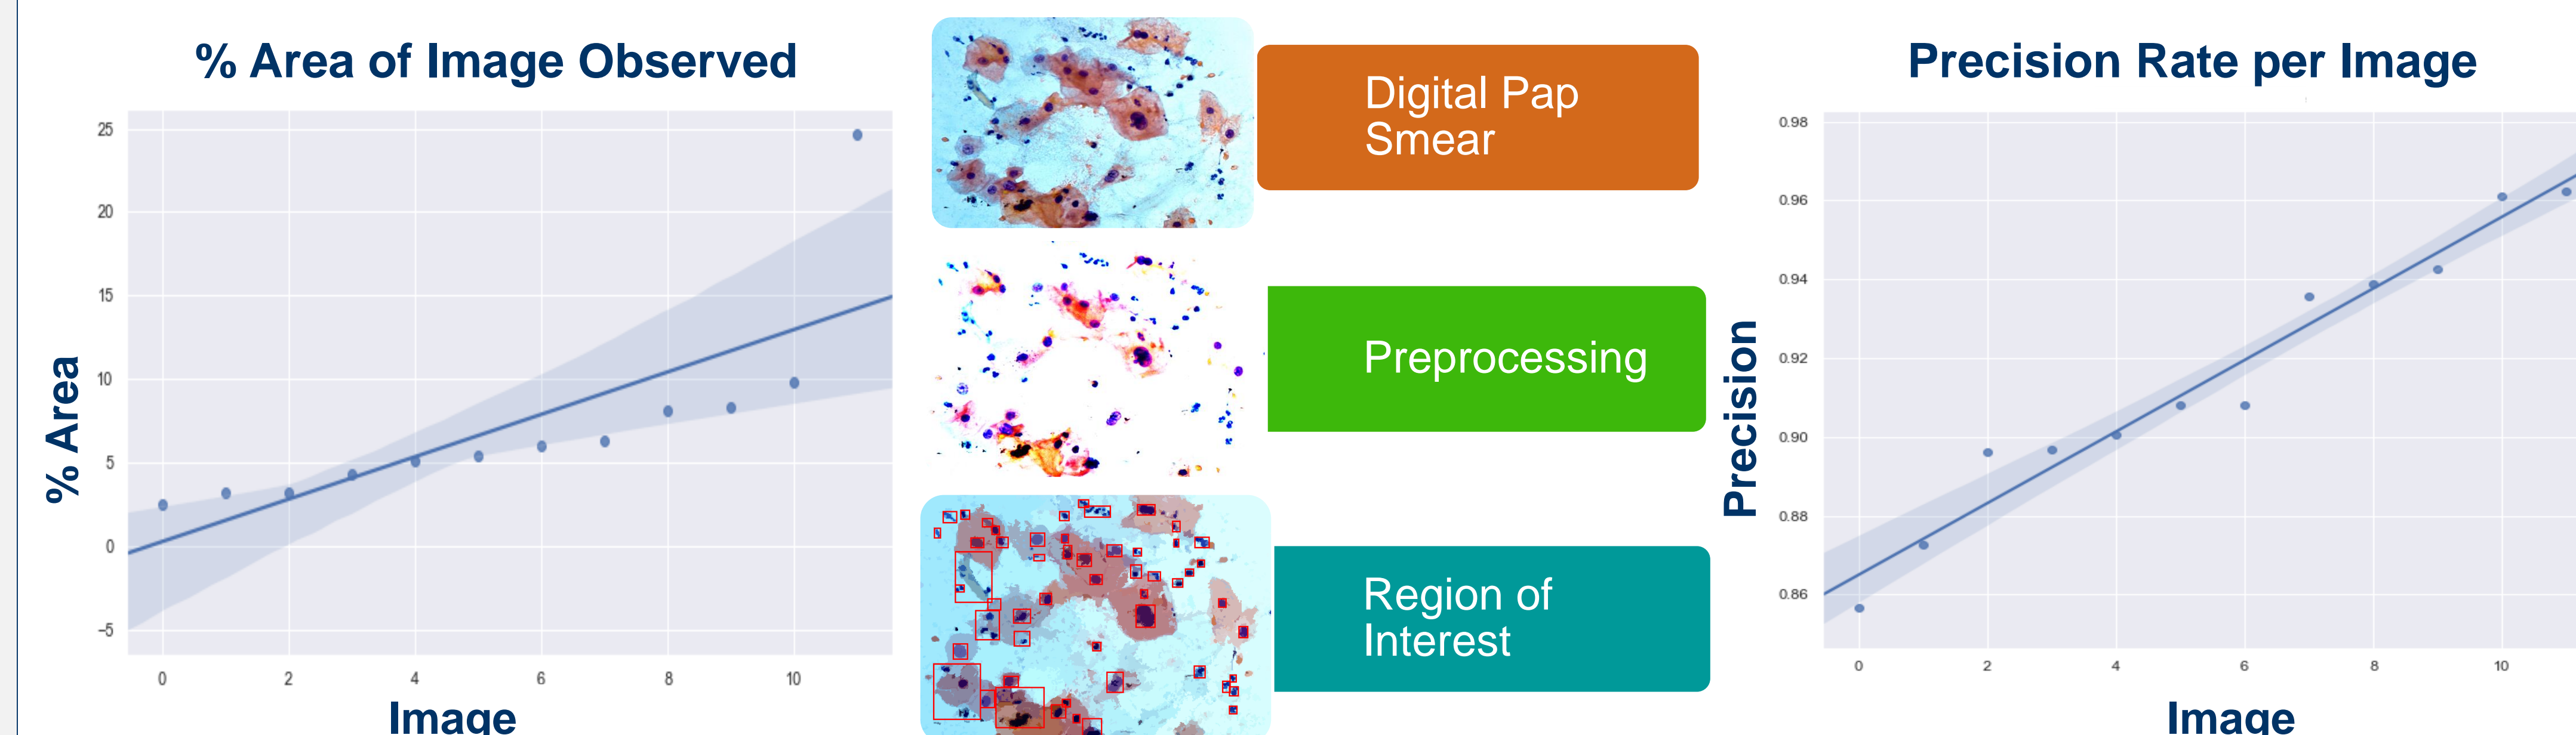 % Area of Image Observed
25
20
15
10
5
0
−5
% Area
0 2 4 6 8 10
Image
Digital Pap
Smear
Preprocessing
Region of
Interest
Precision Rate per Image
0.98
0.96
0.94
0.92
0.90
0.88
0.86
Precision
0 2 4 6 8 10
Image